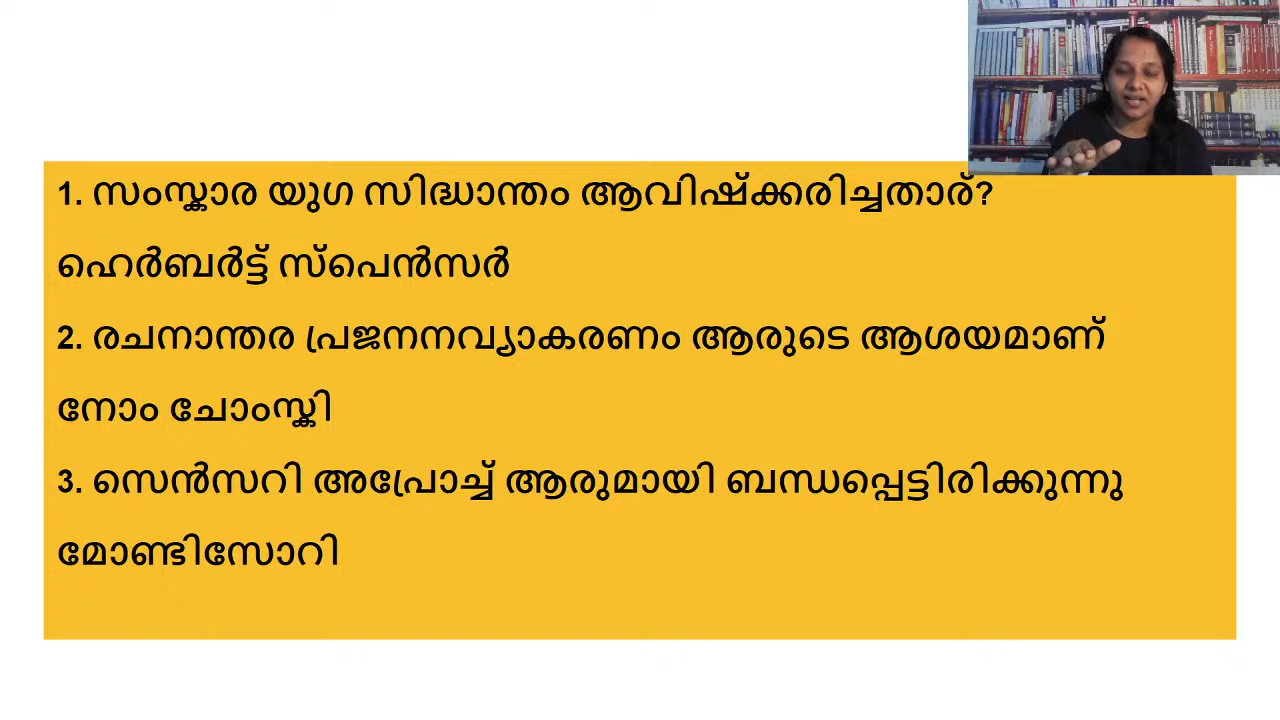 1. സംസ്കാര യുഗ സിദ്ധാന്തം ആവിഷ്ക്കരിച്ചതാര്?
ഹെർബർട്ട് സ്പെൻസർ
2. രചനാന്തര പ്രജനനവ്യാകരണം ആരുടെ ആശയമാണ്
നോം ചോംസ്കി
3. സെൻസറി അപ്രോച്ച് ആരുമായി ബന്ധപ്പെട്ടിരിക്കുന്നു
മോണ്ടിസോറി